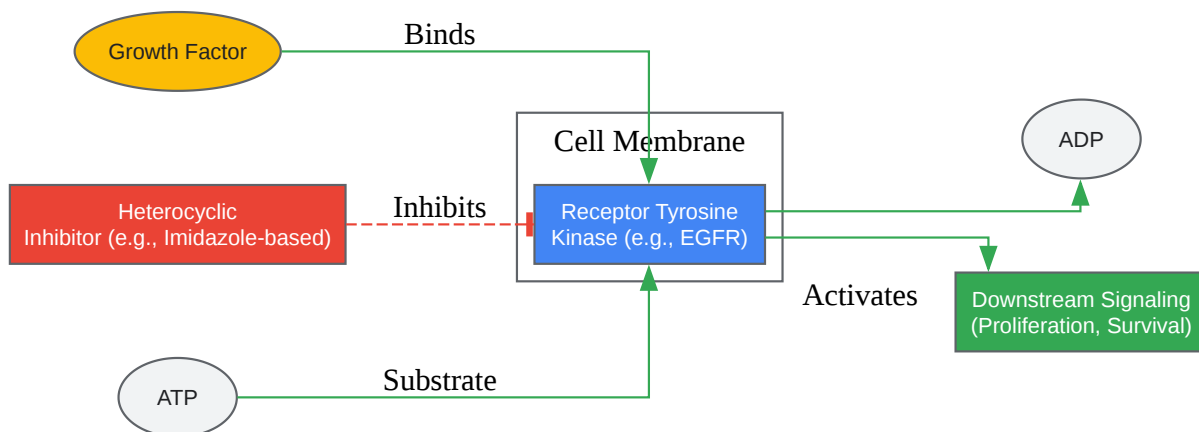 Growth Factor
Binds
Cell Membrane
ADP
Heterocyclic
Inhibitor (e.g., Imidazole-based)
Inhibits
Receptor Tyrosine
Kinase (e.g., EGFR)
Activates
Downstream Signaling
(Proliferation, Survival)
ATP
Substrate